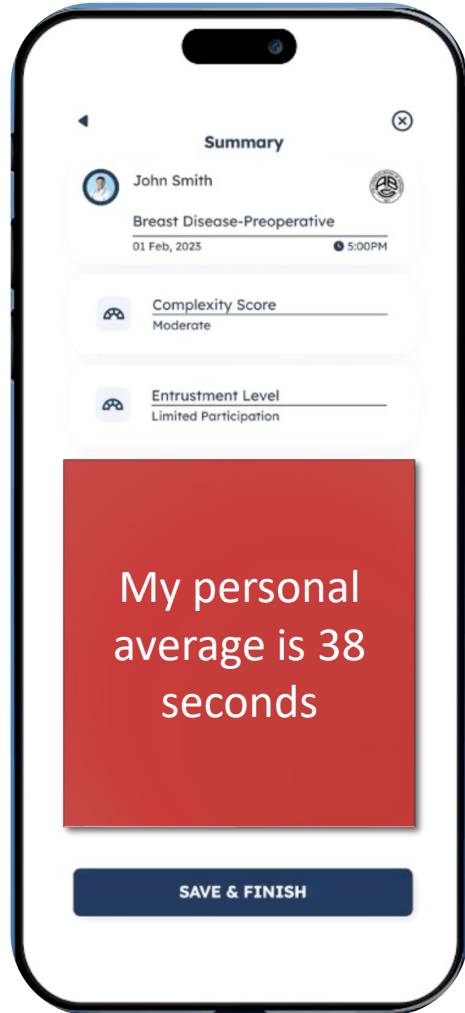 Summary
John Smith
Breast Disease-Preoperative
01 Feb, 2023 5:00PM
Complexity Score
Moderate
Entrustment Level
Limited Participation
My personal
average is 38
seconds
SAVE & FINISH